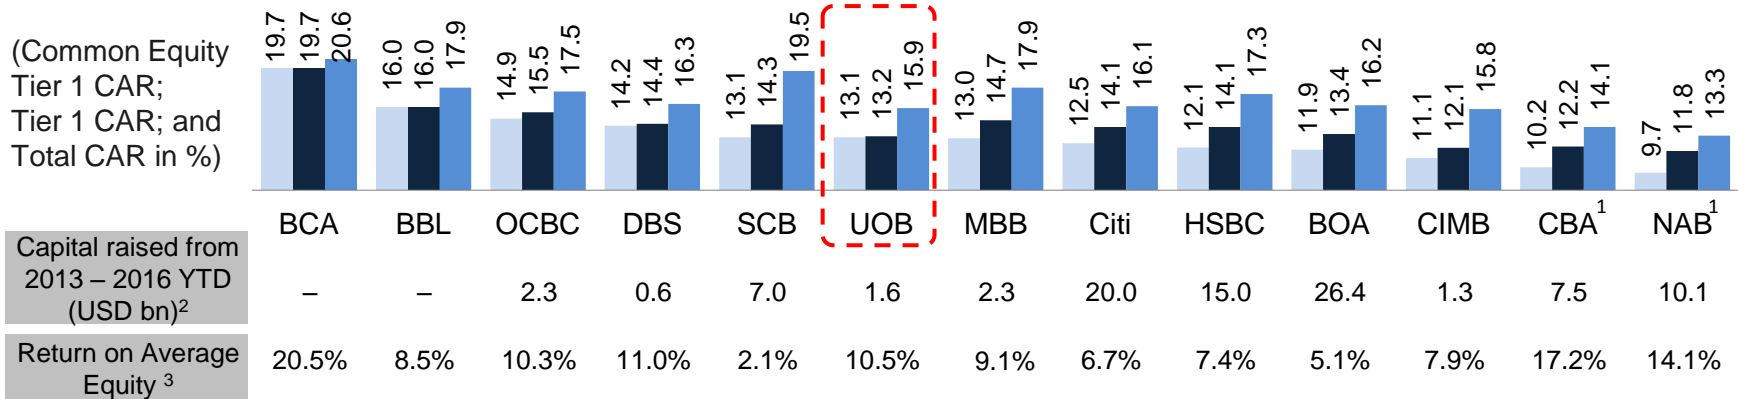 (Common Equity
Tier 1 CAR;
Tier 1 CAR; and
Total CAR in %)
19.7 19.7 20.6 16.0 16.0 17.9 14.9 15.5 17.5 14.2 14.4 16.3 13.1 14.3 19.5 13.1 13.2 15.9 13.0 14.7 17.9 12.5 14.1 16.1 12.1 14.1 17.3 11.9 13.4 16.2 11.1 12.1 15.8 10.2 12.2 14.1 9.7 11.8 13.3
BCA BBL OCBC DBS SCB UOB MBB Citi HSBC BOA CIMB CBA1 NAB1
Capital raised from
2013 – 2016 YTD
(USD bn)2
– – 2.3 0.6 7.0 1.6 2.3 20.0 15.0 26.4 1.3 7.5 10.1
Return on Average
Equity 3
20.5% 8.5% 10.3% 11.0% 2.1% 10.5% 9.1% 6.7% 7.4% 5.1% 7.9% 17.2% 14.1%